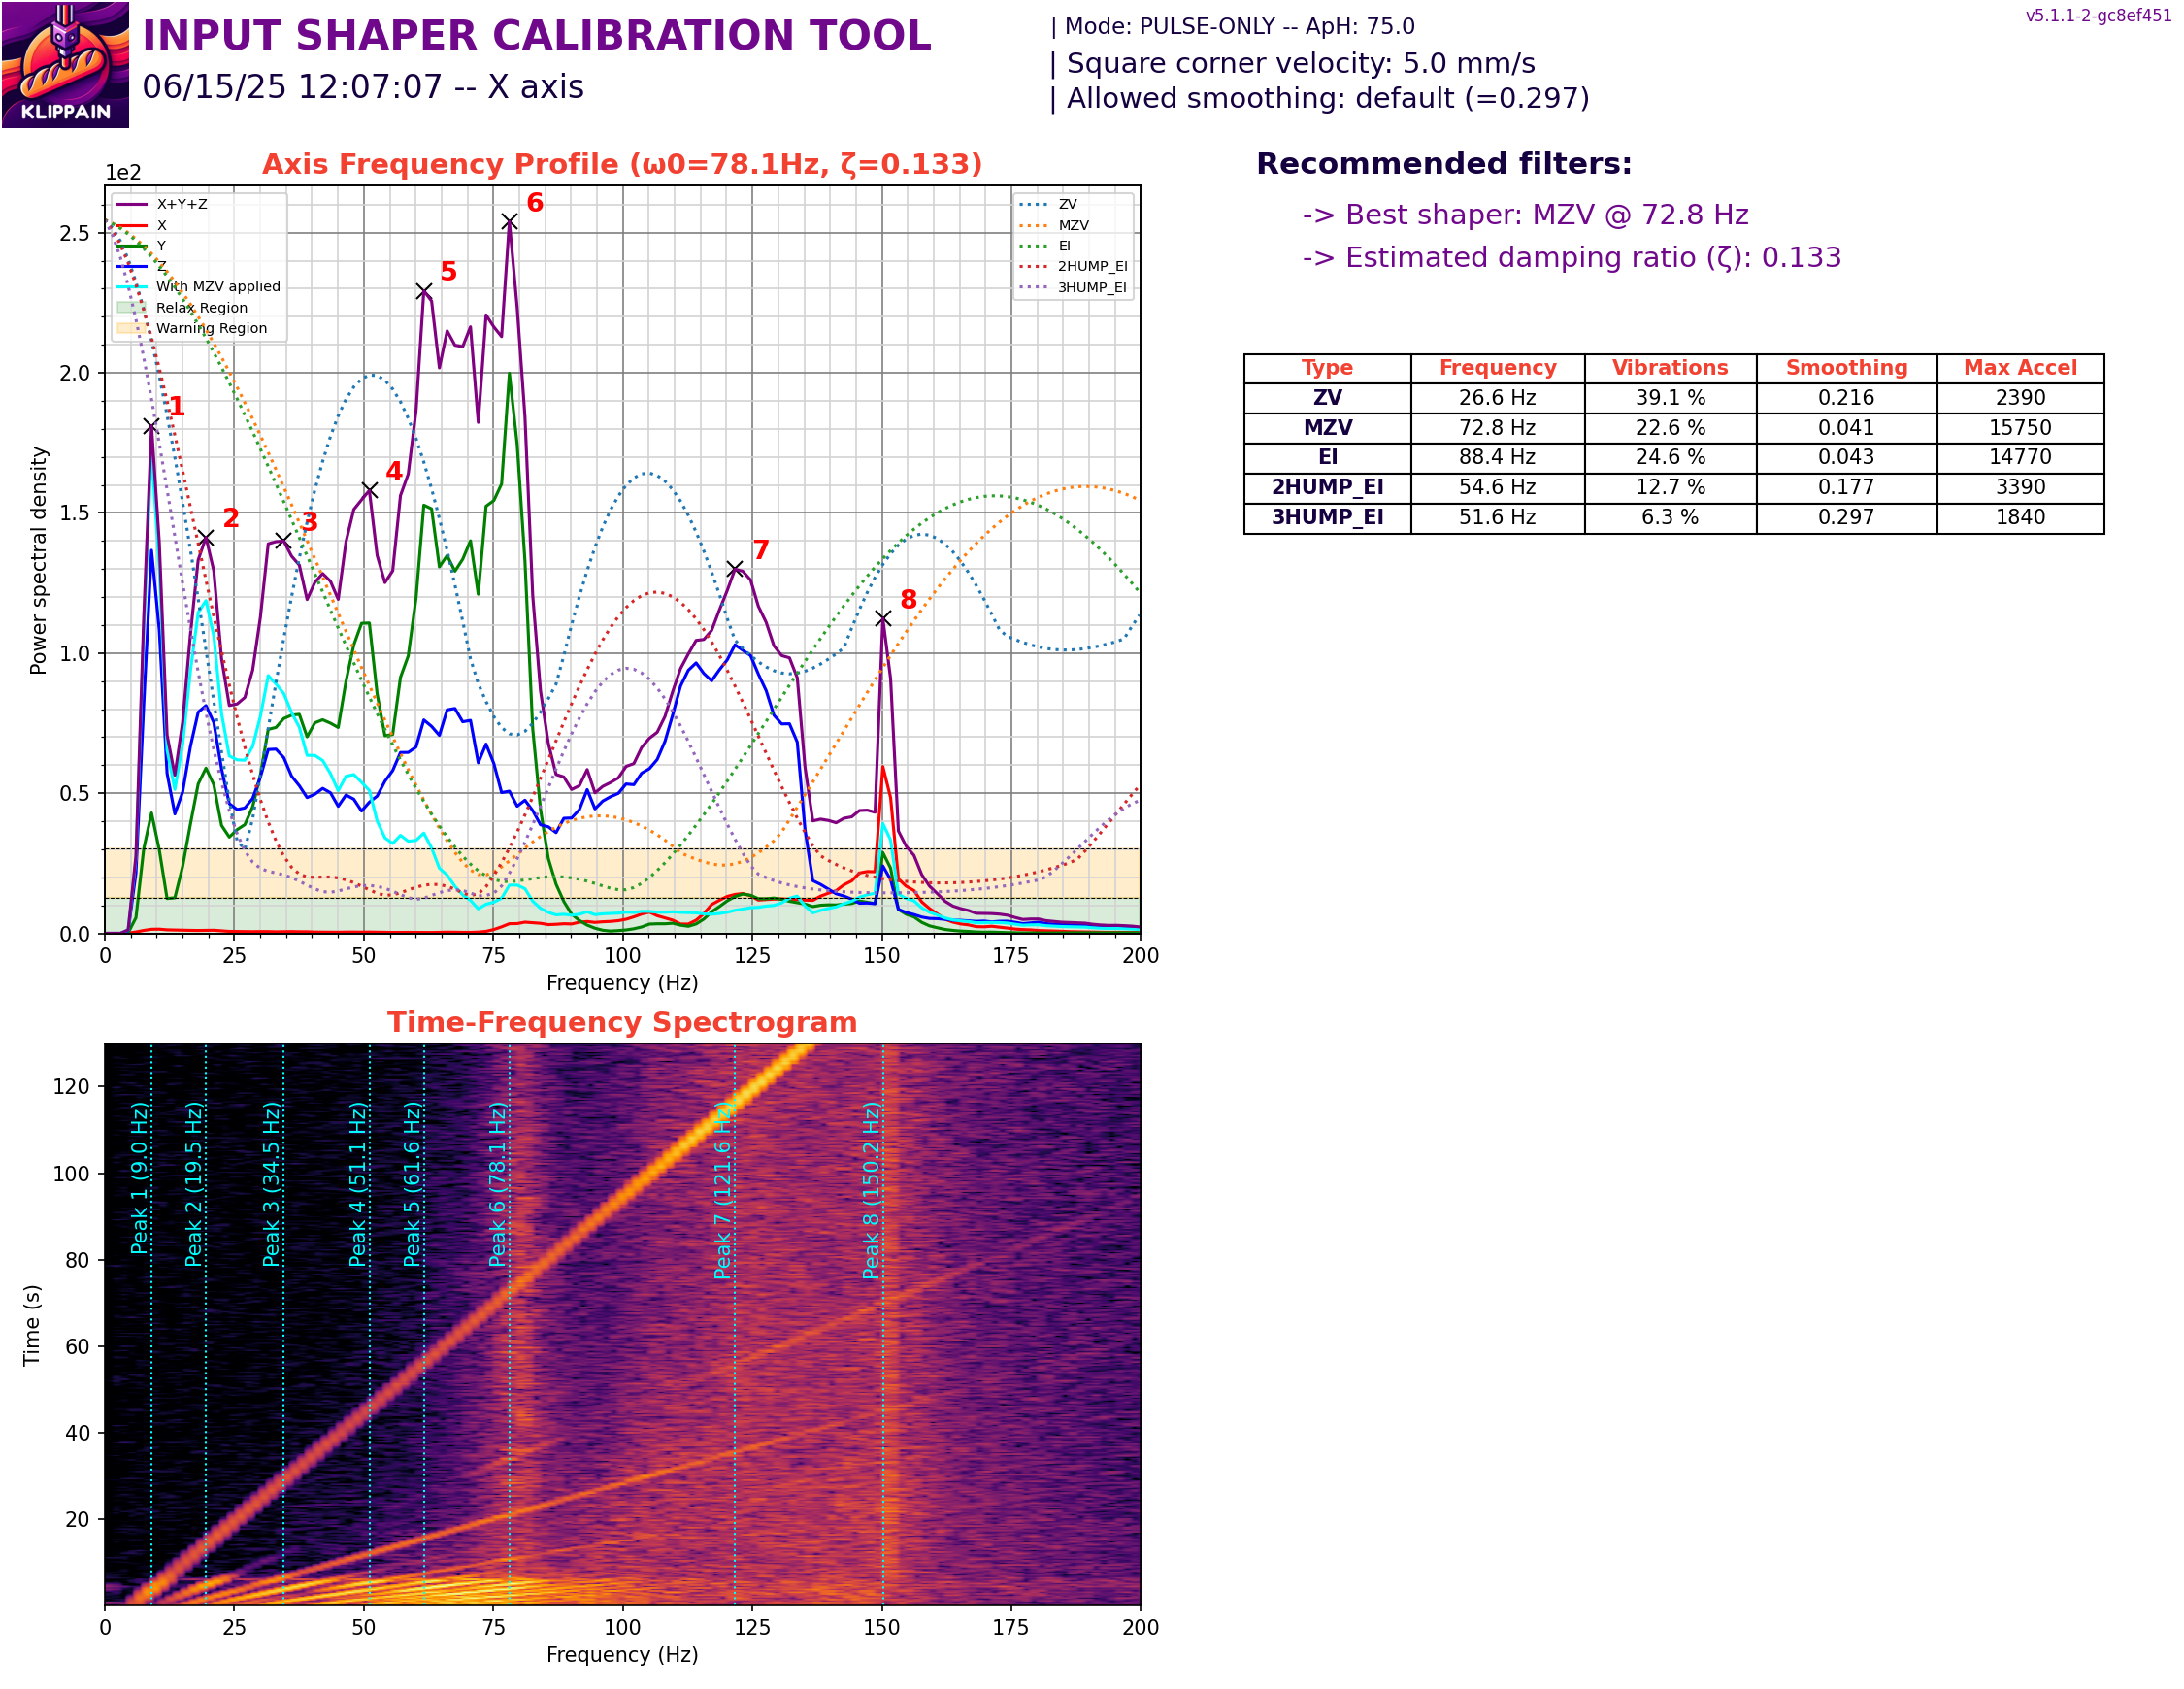 KLIPPAIN
INPUT SHAPER CALIBRATION TOOL
06/15/25 12:07:07 -- X axis
| Mode: PULSE-ONLY -- ApH: 75.0
| Square corner velocity: 5.0 mm/s
| Allowed smoothing: default (=0.297)
v5.1.1-2-gc8ef451
Axis Frequency Profile (ω0=78.1Hz, ζ=0.133)
1e2
Power spectral density
2.5
2.0
1.5
1.0
0.5
0.0
X+Y+Z
X
Y
Z
With MZV applied
Relax Region
Warning Region
ZV
MZV
EI
2HUMP_EI
3HUMP_EI
1
2
3
4
5
6
7
8
0 25 50 75 100 125 150 175 200
Frequency (Hz)
Recommended filters:
-> Best shaper: MZV @ 72.8 Hz
-> Estimated damping ratio (ζ): 0.133
Type Frequency Vibrations Smoothing Max Accel
ZV 26.6 Hz 39.1 % 0.216 2390
MZV 72.8 Hz 22.6 % 0.041 15750
EI 88.4 Hz 24.6 % 0.043 14770
2HUMP_EI 54.6 Hz 12.7 % 0.177 3390
3HUMP_EI 51.6 Hz 6.3 % 0.297 1840
Time-Frequency Spectrogram
Time (s)
120
100
80
60
40
20
Peak 1 (9.0 Hz)
Peak 2 (19.5 Hz)
Peak 3 (34.5 Hz)
Peak 4 (51.1 Hz)
Peak 5 (61.6 Hz)
Peak 6 (78.1 Hz)
Peak 7 (121.6 Hz)
Peak 8 (150.2 Hz)
0 25 50 75 100 125 150 175 200
Frequency (Hz)